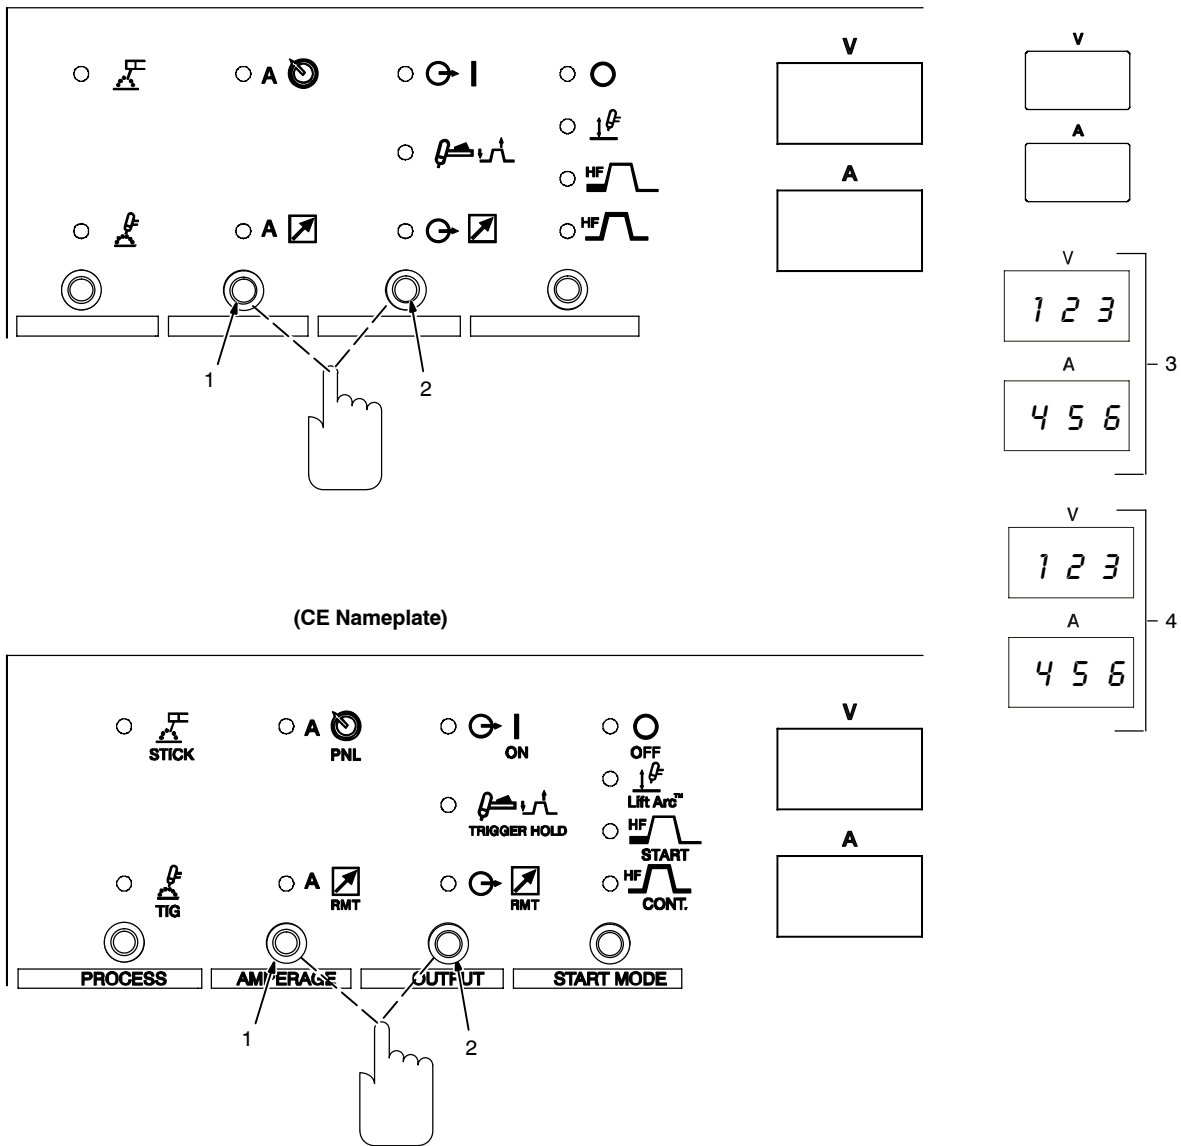 V
A
A
HF
A
HF
1
2
V
A
V
1 2 3
A
4 5 6
3
V
1 2 3
A
4 5 6
4
(CE Nameplate)
STICK
A
PNL
ON
OFF
V
TRIGGER HOLD
Lift Arc™
HF
START
A
TIG
A
RMT
RMT
HF
CONT.
PROCESS
AMPERAGE
OUTPUT
START MODE
1
2